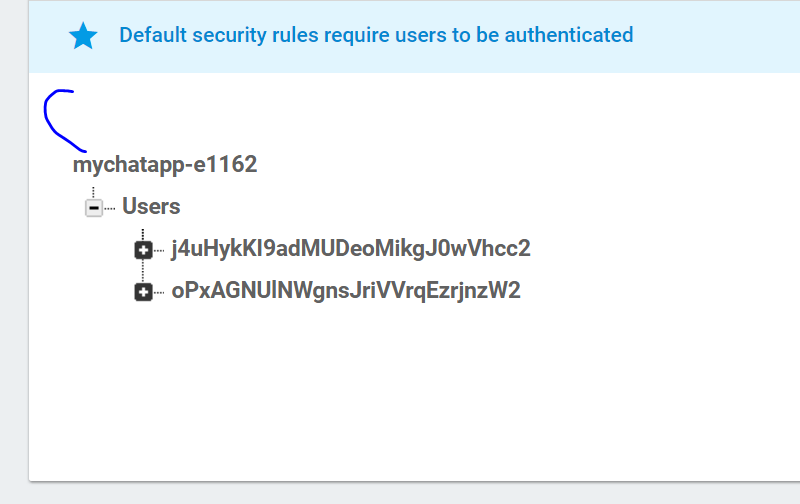 Default security rules require users to be authenticated
mychatapp-e1162
Users
j4uHykKI9adMUDeoMikgJ0wVhcc2
oPxAGNUlNWgnsJriVVrqEzrjnzW2